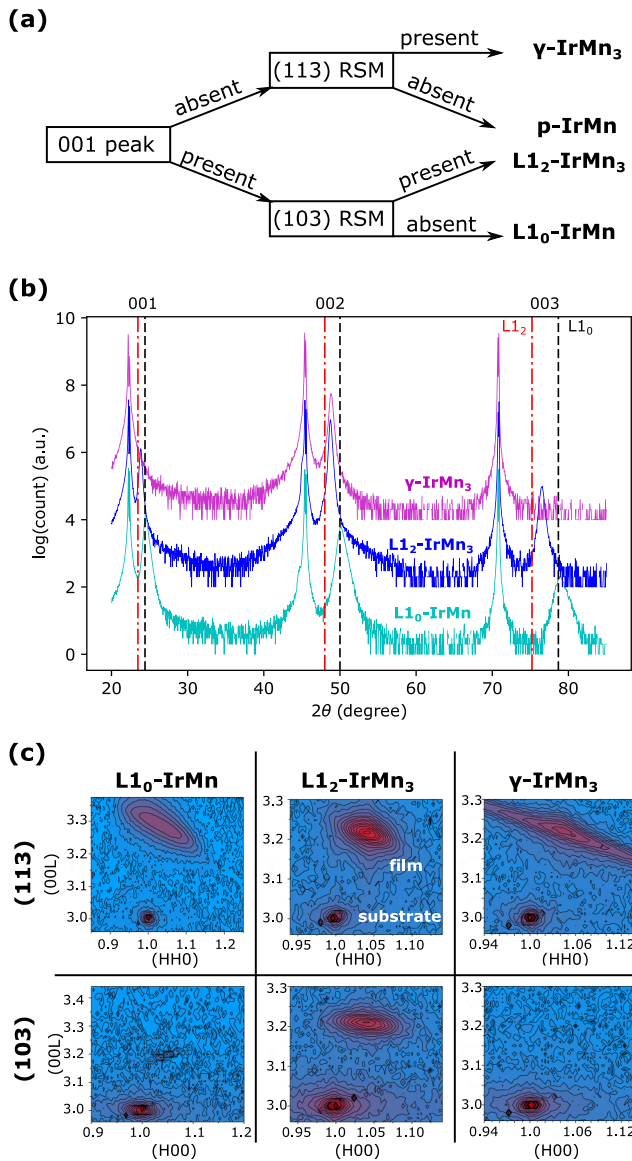 (a)
present
γ-IrMn₃
(113) RSM
absent
absent
p-IrMn
001 peak
present
present
L1₂-IrMn₃
(103) RSM
absent
L1₀-IrMn
(b)
001 002 003
10
8
6
4
2
0
log(count) (a.u.)
L1₂ L1₀
γ-IrMn₃
L1₂-IrMn₃
L1₀-IrMn
20 30 40 50 60 70 80
2θ (degree)
(c)
L1₀-IrMn L1₂-IrMn₃ γ-IrMn₃
(113)
(00L)
3.3
3.2
3.1
3.0
0.9 1.0 1.1 1.2
(HH0)
3.3
3.2
3.1
3.0
film
substrate
0.95 1.04 1.10
(HH0)
3.3
3.2
3.1
3.0
0.94 1.0 1.06 1.12
(HH0)
(103)
(00L)
3.4
3.3
3.2
3.1
3.0
0.9 1.0 1.1 1.2
(H00)
3.3
3.2
3.1
3.0
0.95 1.0 1.04 1.10
(H00)
3.3
3.2
3.1
3.0
0.94 1.0 1.06 1.12
(H00)